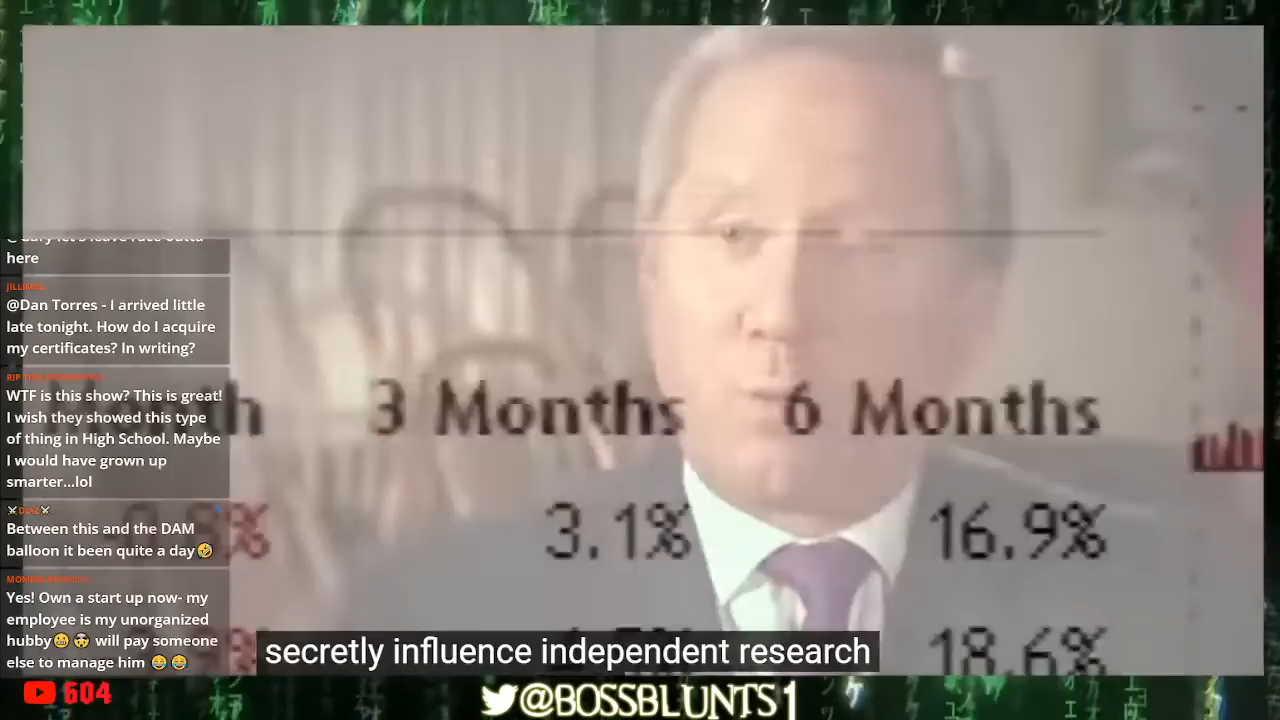 here
JILLIMAC
@Dan Torres - I arrived little
late tonight. How do I acquire
my certificates? In writing?
WTF is this show? This is great!
I wish they showed this type
of thing in High School. Maybe
I would have grown up
smarter...lol
Between this and the DAM
balloon it been quite a day🤣
Yes! Own a start up now- my
employee is my unorganized
hubby😬🤯 will pay someone
else to manage him 😂😂
3 Months 6 Months
3.1% 16.9%
18.6%
secretly influence independent research
604
@BOSSBLUNTS1